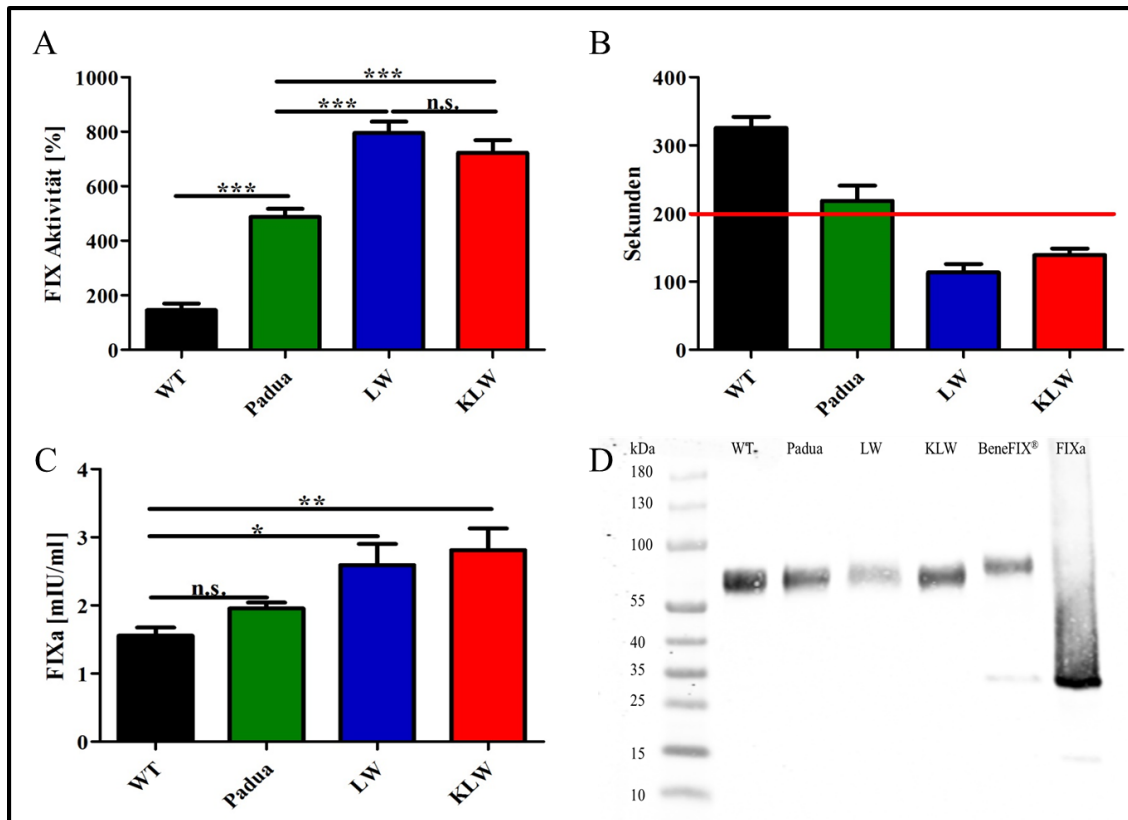 A
FIX Aktivität [%]
1000
800
600
400
200
0
***
***
***
n.s.
WT
Padua
LW
KLW
B
Sekunden
400
300
200
100
0
WT
Padua
LW
KLW
C
FIXa [mIU/ml]
4
3
2
1
0
n.s.
*
**
WT
Padua
LW
KLW
D
kDa
WT
Padua
LW
KLW
BeneFIX®
FIXa
180
130
100
55
40
35
25
15
10